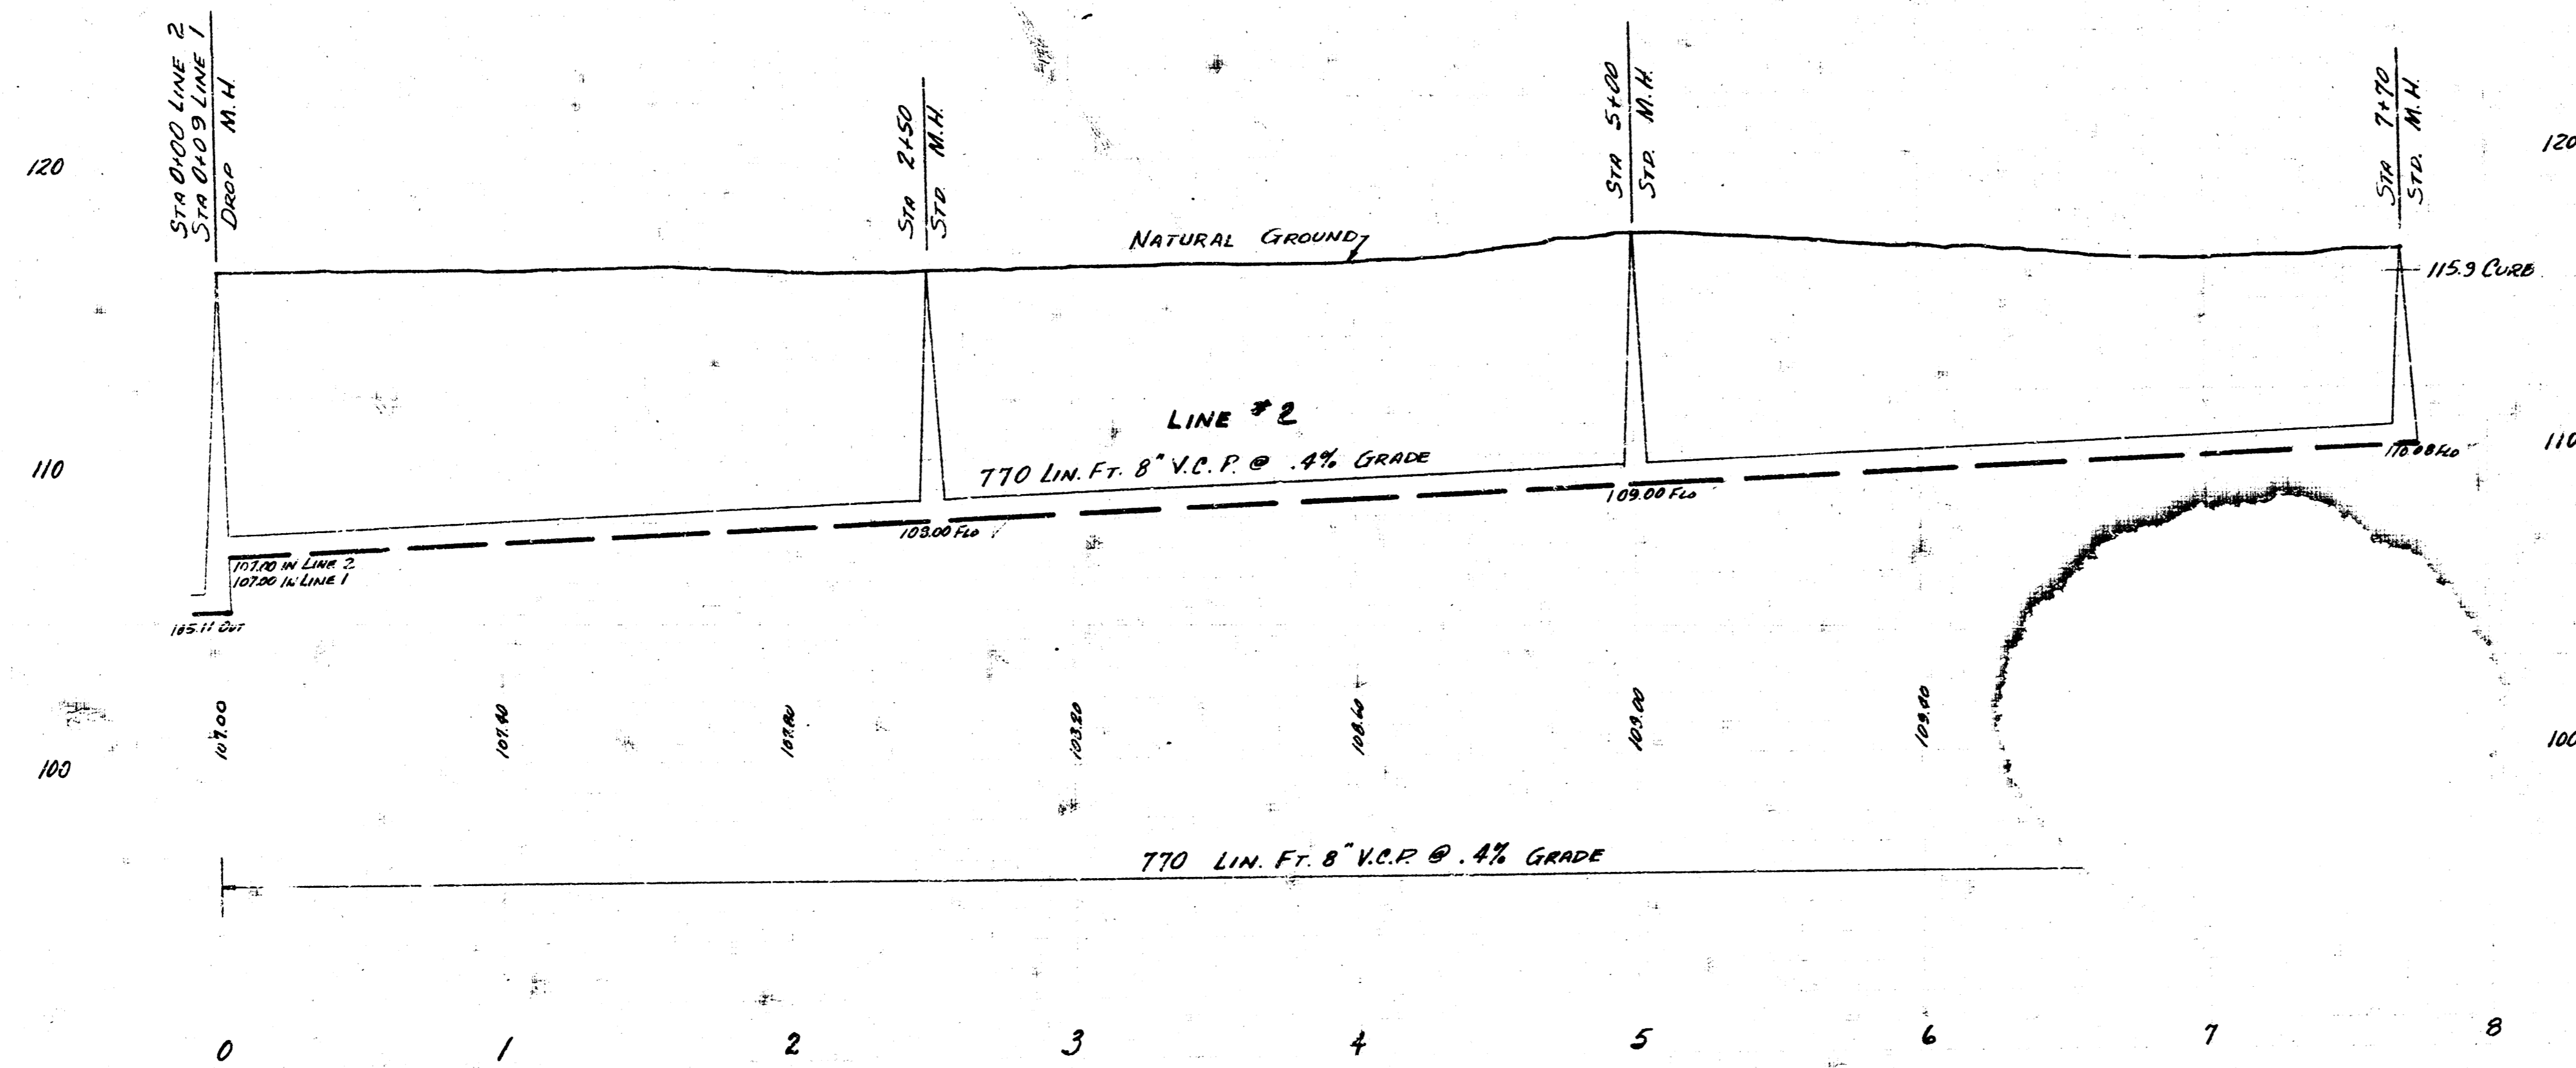 STA 0+00 LINE 2
STA 0+09 LINE 1
DROP M.H.
STA 2+50
STD. M.H.
STA 5+00
STD. M.H.
STA 7+70
STD. M.H.
120
120
NATURAL GROUND
115.9 CURB
LINE #2
770 LIN. FT. 8" V.C.P. @ .4% GRADE
110
110
110.08 FLO
109.00 FLO
108.00 FLO
107.00 IN LINE 2
107.00 IN LINE 1
105.11 OUT
107.00
107.40
107.80
108.20
108.60
109.00
100
100
770 LIN. FT. 8" V.C.P. @ .4% GRADE
0 1 2 3 4 5 6 7 8